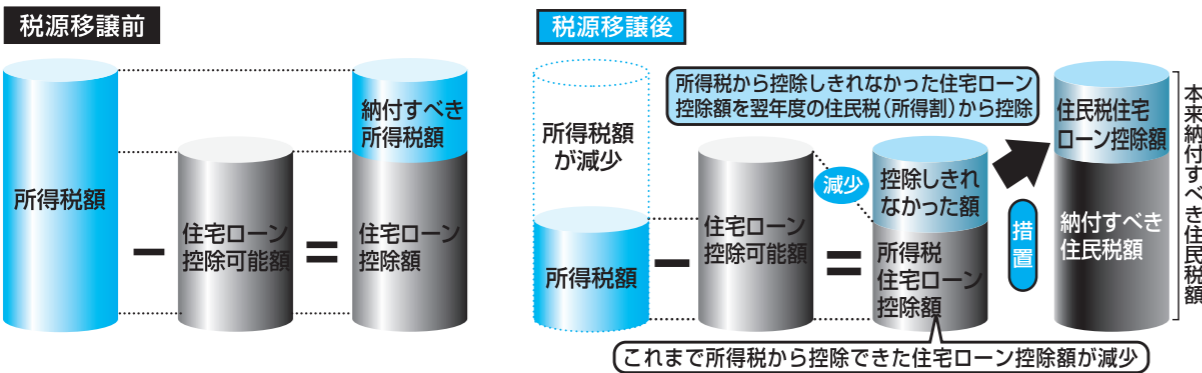 税源移譲前
所得税額
−
住宅ローン
控除可能額
=
納付すべき
所得税額
住宅ローン
控除額
税源移譲後
所得税額
が減少
所得税額
−
住宅ローン
控除可能額
減少
=
所得税から控除しきれなかった住宅ローン
控除額を翌年度の住民税(所得割)から控除
控除しきれ
なかった額
所得税
住宅ローン
控除額
措置
住民税住宅
ローン控除額
納付すべき
住民税額
本来納付すべき住民税額
これまで所得税から控除できた住宅ローン控除額が減少